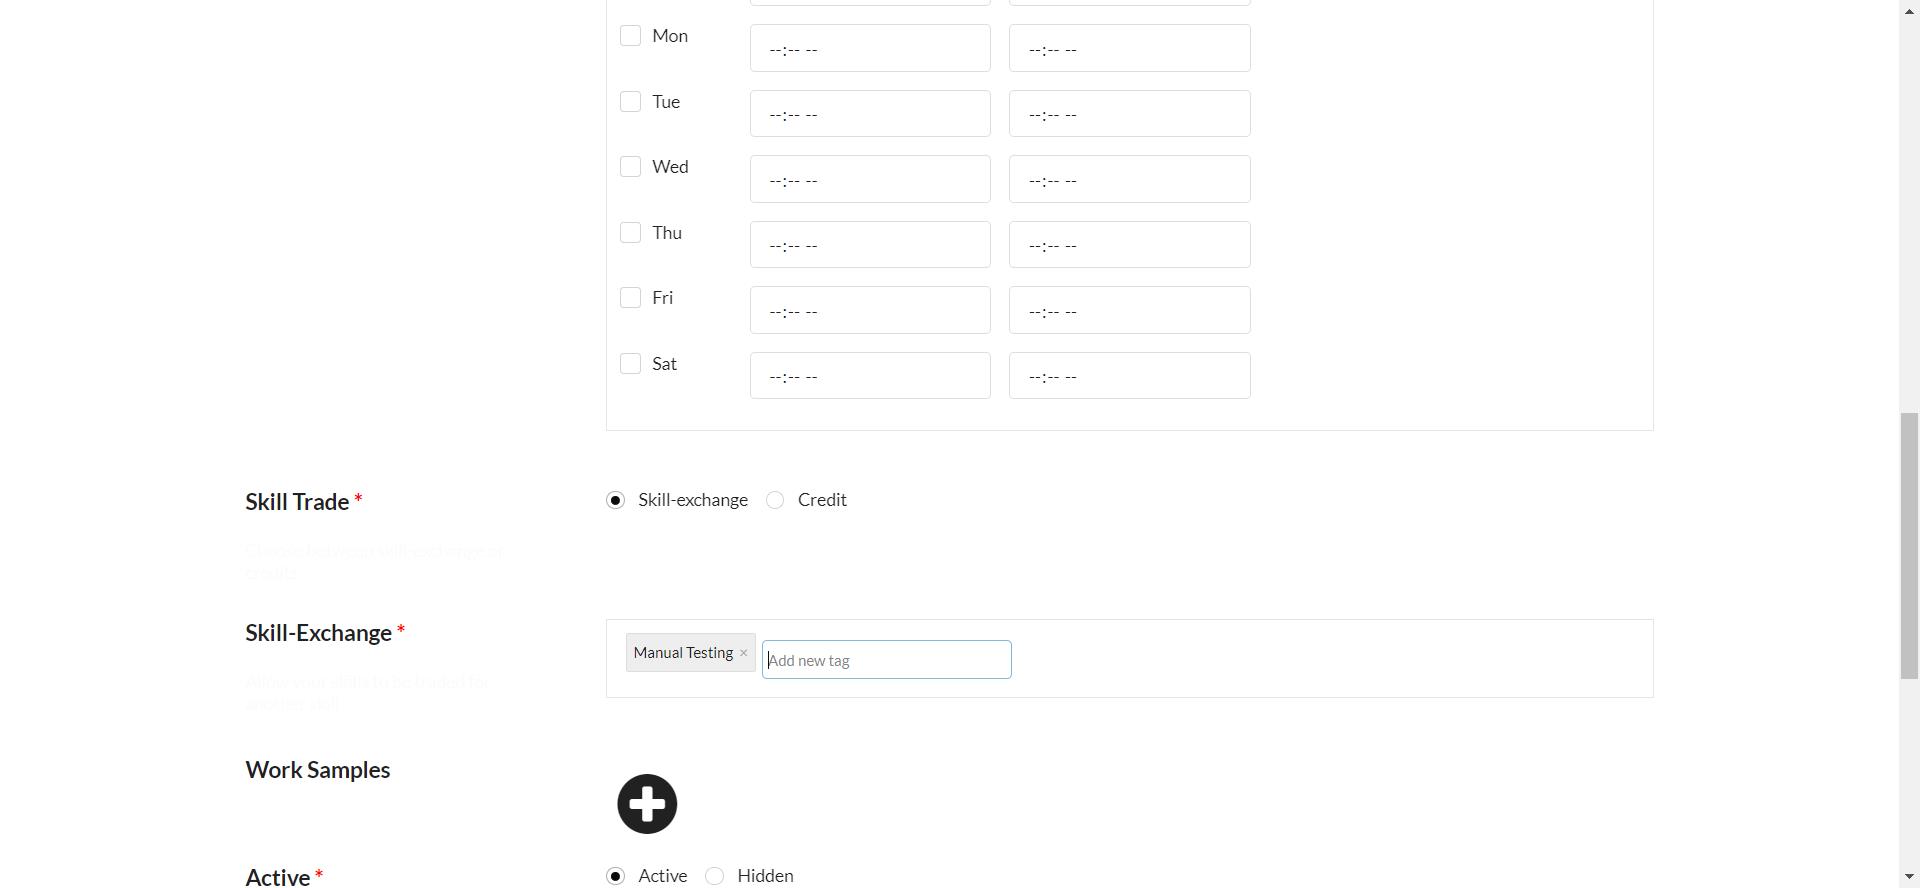 Mon --:-- -- --:-- --
Tue --:-- -- --:-- --
Wed --:-- -- --:-- --
Thu --:-- -- --:-- --
Fri --:-- -- --:-- --
Sat --:-- -- --:-- --
Skill Trade * Skill-exchange Credit
Choose between skill-exchange or
credits
Skill-Exchange * Manual Testing × Add new tag
Allow your skills to be traded for
another skill
Work Samples
Active * Active Hidden